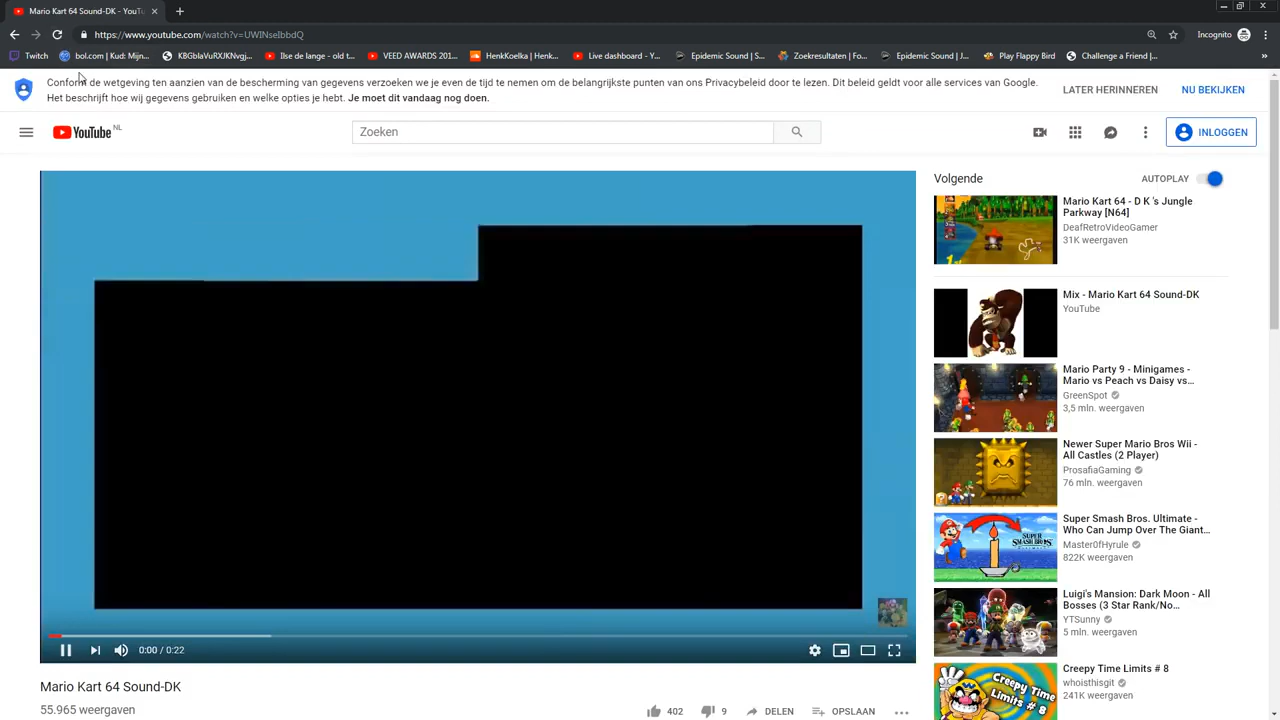 Mario Kart 64 Sound-DK - YouTu
https://www.youtube.com/watch?v=UWlNseIbbdQ
Incognito
Twitch
bol.com | Kud: Mijn...
KBGblaVuRXJKNvgj...
Ilse de lange - old t...
VEED AWARDS 201...
HenkKoelka | Henk...
Live dashboard - Y...
Epidemic Sound | S...
Zoekresultaten | Fo...
Epidemic Sound | J...
Play Flappy Bird
Challenge a Friend |...
Conform de wetgeving ten aanzien van de bescherming van gegevens verzoeken we je even de tijd te nemen om de belangrijkste punten van ons Privacybeleid door te lezen. Dit beleid geldt voor alle services van Google.
Het beschrijft hoe wij gegevens gebruiken en welke opties je hebt. Je moet dit vandaag nog doen.
LATER HERINNEREN
NU BEKIJKEN
YouTube NL
Zoeken
INLOGGEN
Volgende
AUTOPLAY
Mario Kart 64 - D K 's Jungle
Parkway [N64]
DeafRetroVideoGamer
31K weergaven
Mix - Mario Kart 64 Sound-DK
YouTube
Mario Party 9 - Minigames -
Mario vs Peach vs Daisy vs...
GreenSpot
3,5 mln. weergaven
Newer Super Mario Bros Wii -
All Castles (2 Player)
ProsafiaGaming
76 mln. weergaven
SUPER
SMASH BROS.
Super Smash Bros. Ultimate -
Who Can Jump Over The Giant...
Master0fHyrule
822K weergaven
Luigi's Mansion: Dark Moon - All
Bosses (3 Star Rank/No...
YTSunny
5 mln. weergaven
Creepy Time
Limits # 8
Creepy Time Limits # 8
whoisthisgit
241K weergaven
0:00 / 0:22
Mario Kart 64 Sound-DK
55.965 weergaven
402
9
DELEN
OPSLAAN